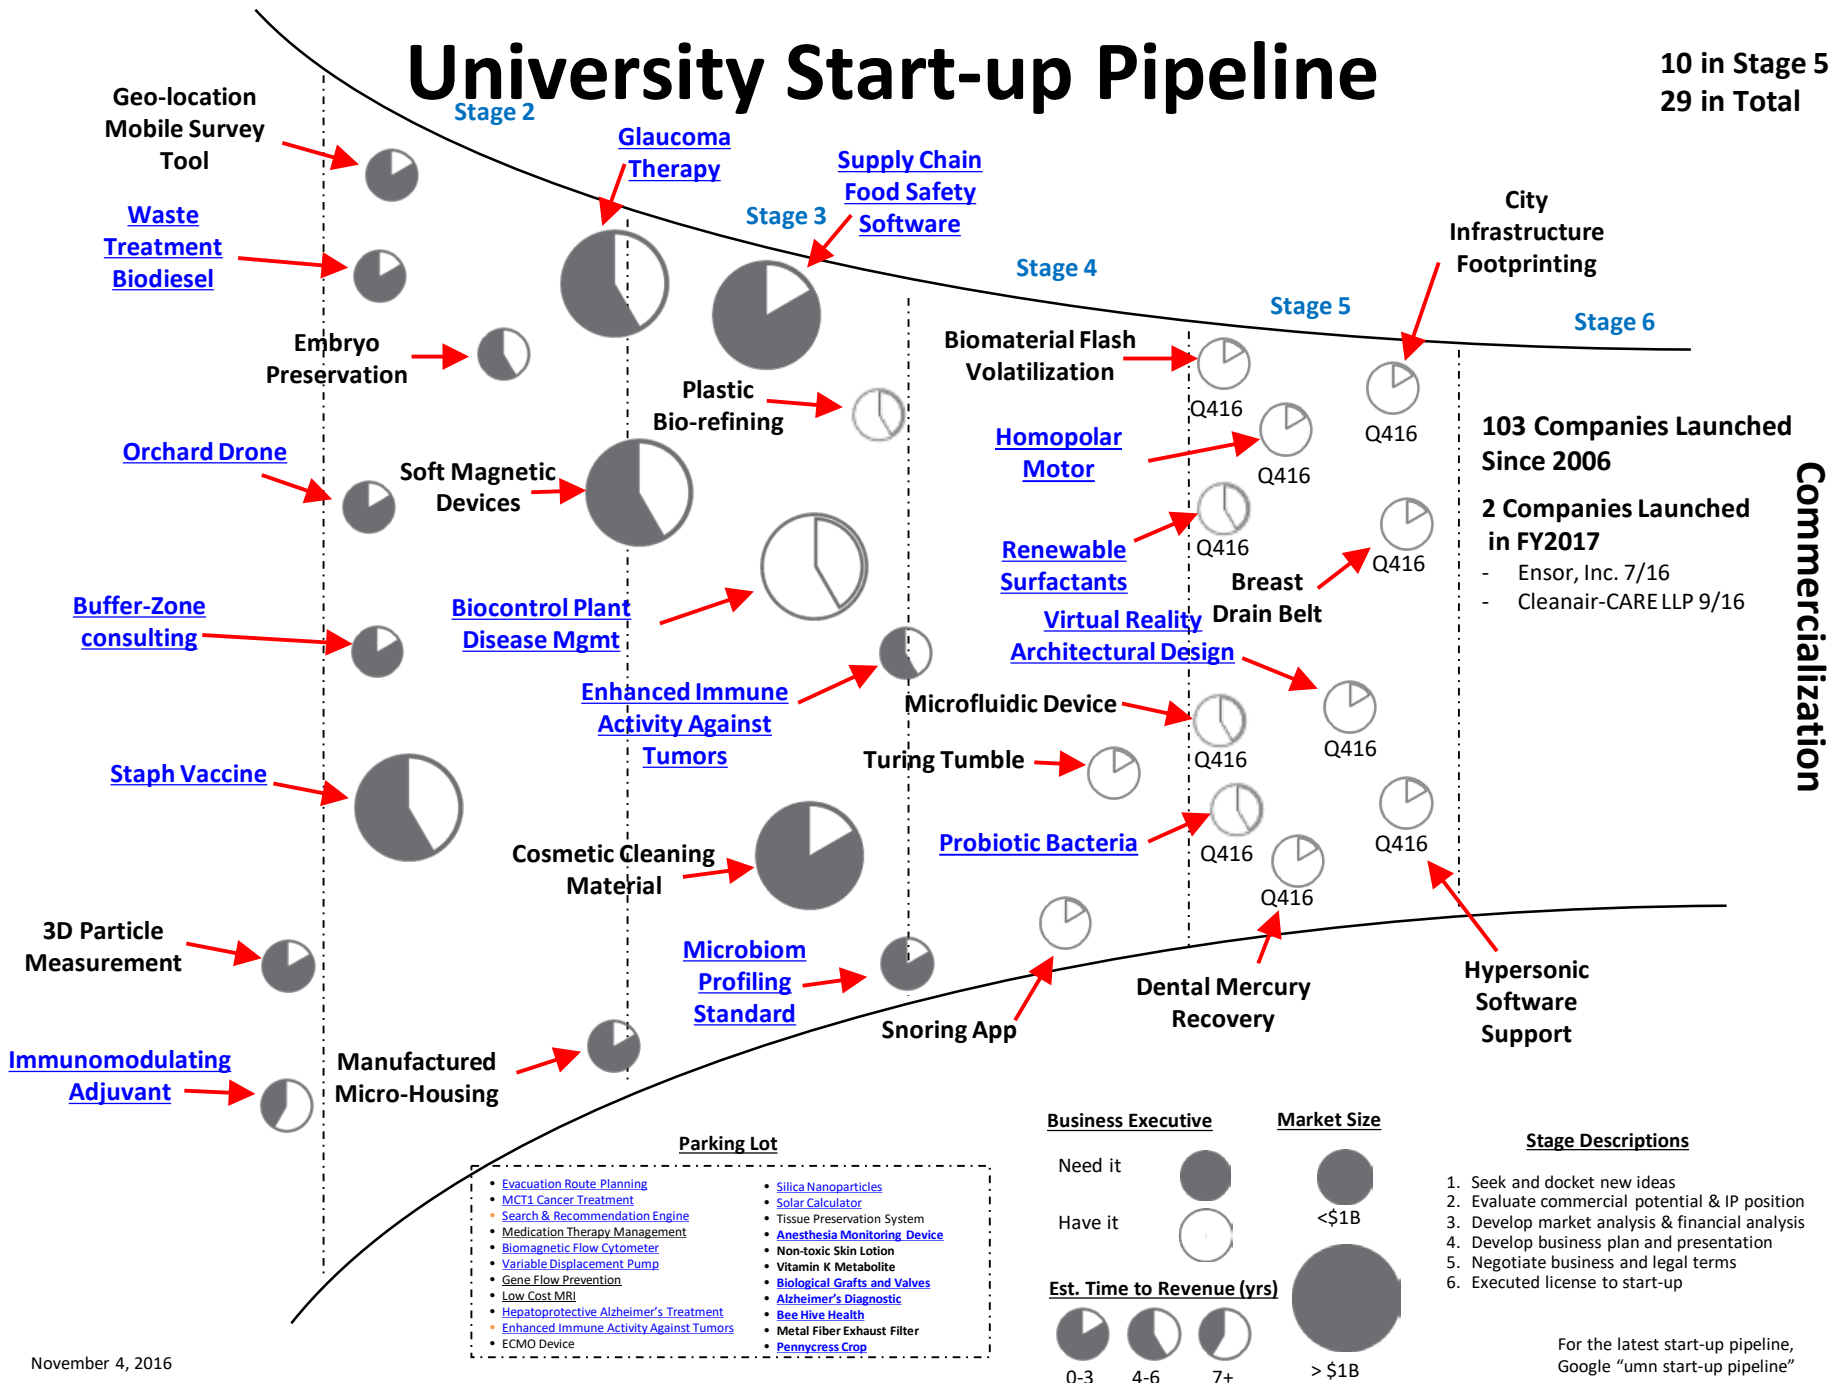 University Start-up Pipeline
10 in Stage 5
29 in Total
Stage 2
Stage 3
Stage 4
Stage 5
Stage 6
Geo-location
Mobile Survey
Tool
Waste
Treatment
Biodiesel
Embryo
Preservation
Orchard Drone
Buffer-Zone
consulting
Staph Vaccine
3D Particle
Measurement
Immunomodulating
Adjuvant
Glaucoma
Therapy
Supply Chain
Food Safety
Software
Plastic
Bio-refining
Soft Magnetic
Devices
Biocontrol Plant
Disease Mgmt
Enhanced Immune
Activity Against
Tumors
Cosmetic Cleaning
Material
Microbiom
Profiling
Standard
Manufactured
Micro-Housing
Biomaterial Flash
Volatilization
Q416
Homopolar
Motor
Q416
City
Infrastructure
Footprinting
Q416
Renewable
Surfactants
Q416
Breast
Drain Belt
Q416
Virtual Reality
Architectural Design
Q416
Microfluidic Device
Q416
Turing Tumble
Probiotic Bacteria
Q416
Q416
Q416
Snoring App
Dental Mercury
Recovery
Hypersonic
Software
Support
103 Companies Launched
Since 2006
2 Companies Launched
in FY2017
- Ensor, Inc. 7/16
- Cleanair-CARE LLP 9/16
Commercialization
Parking Lot
• Evacuation Route Planning
• MCT1 Cancer Treatment
• Search & Recommendation Engine
• Medication Therapy Management
• Biomagnetic Flow Cytometer
• Variable Displacement Pump
• Gene Flow Prevention
• Low Cost MRI
• Hepatoprotective Alzheimer's Treatment
• Enhanced Immune Activity Against Tumors
• ECMO Device
• Silica Nanoparticles
• Solar Calculator
• Tissue Preservation System
• Anesthesia Monitoring Device
• Non-toxic Skin Lotion
• Vitamin K Metabolite
• Biological Grafts and Valves
• Alzheimer's Diagnostic
• Bee Hive Health
• Metal Fiber Exhaust Filter
• Pennycress Crop
Business Executive
Need it
Have it
Est. Time to Revenue (yrs)
0-3
4-6
7+
Market Size
<$1B
> $1B
Stage Descriptions
1. Seek and docket new ideas
2. Evaluate commercial potential & IP position
3. Develop market analysis & financial analysis
4. Develop business plan and presentation
5. Negotiate business and legal terms
6. Executed license to start-up
For the latest start-up pipeline,
Google “umn start-up pipeline”
November 4, 2016